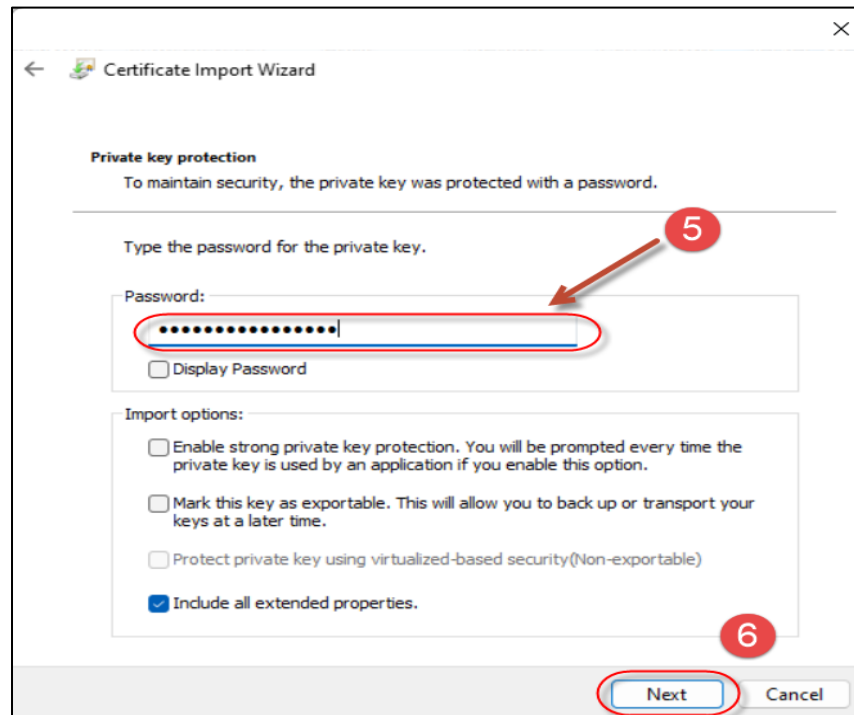 Certificate Import Wizard
Private key protection
To maintain security, the private key was protected with a password.
5
Type the password for the private key.
Password:
••••••••••••••••
Display Password
Import options:
Enable strong private key protection. You will be prompted every time the
private key is used by an application if you enable this option.
Mark this key as exportable. This will allow you to back up or transport your
keys at a later time.
Protect private key using virtualized-based security(Non-exportable)
Include all extended properties.
6
Next
Cancel